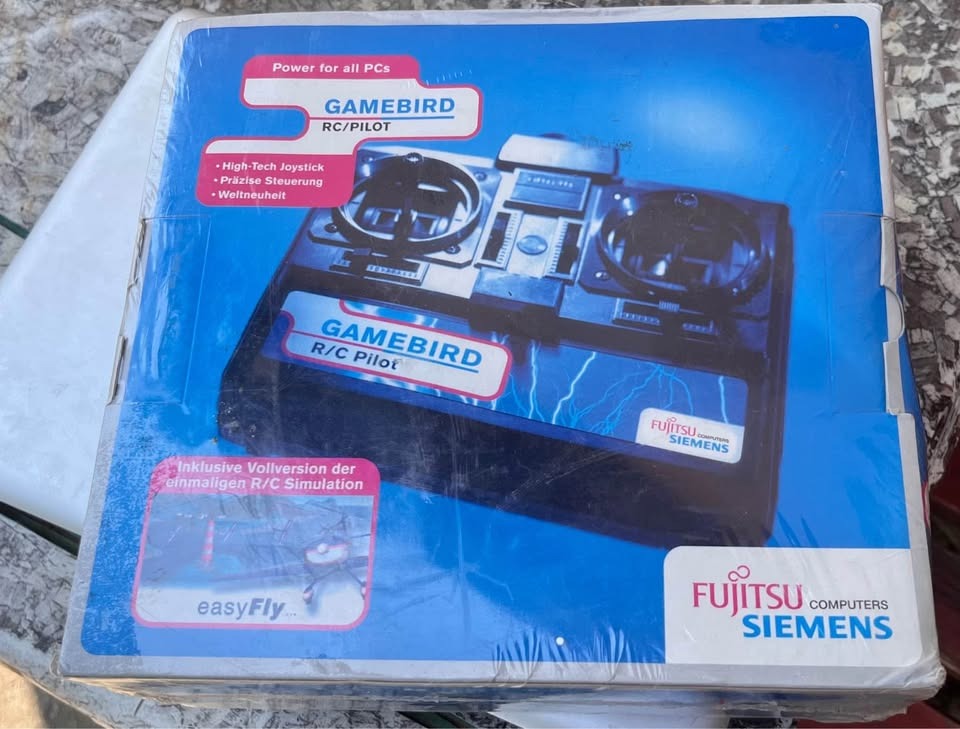 Power for all PCs
GAMEBIRD
RC/PILOT
• High-Tech Joystick
• Präzise Steuerung
• Weltneuheit
GAMEBIRD
R/C Pilot
FUJITSU COMPUTERS
SIEMENS
Inklusive Vollversion der
einmaligen R/C Simulation
easyFly...
FUJITSU COMPUTERS
SIEMENS